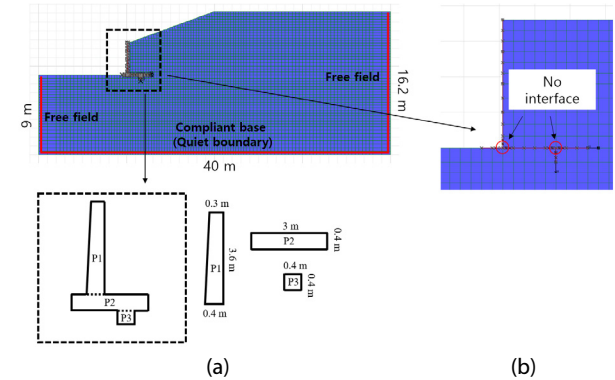 Free field
Free field
Compliant base
(Quiet boundary)
9 m
16.2 m
40 m
No
interface
P1
P2
P3
0.3 m
P1
3.6 m
0.4 m
3 m
P2
0.4 m
0.4 m
P3
0.4 m
(a)
(b)